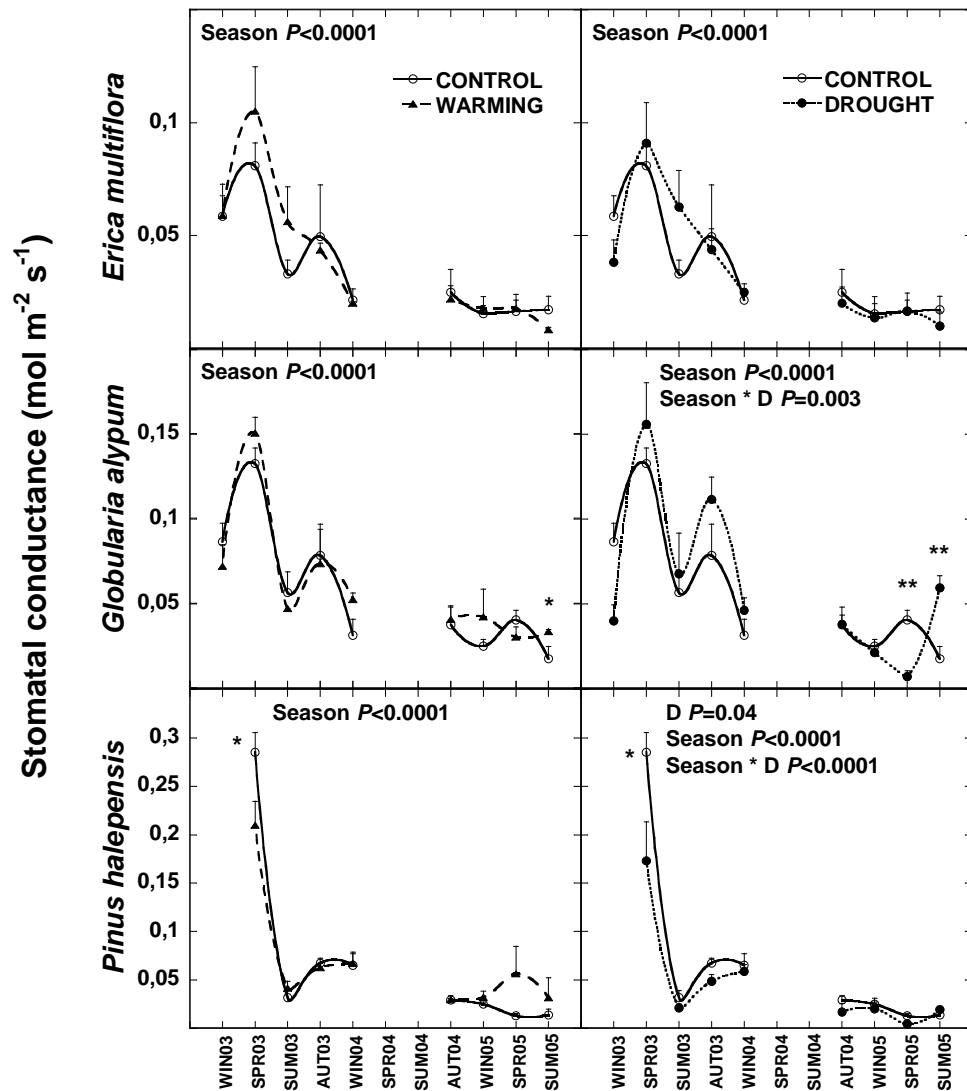 Stomatal conductance (mol m⁻² s⁻¹)
Erica multiflora
Season P<0.0001
CONTROL
WARMING
0,1
0,05
Season P<0.0001
CONTROL
DROUGHT
Globularia alypum
Season P<0.0001
0,15
0,1
0,05
*
Season P<0.0001
Season * D P=0.003
**
**
Pinus halepensis
Season P<0.0001
0,3
0,25
0,2
0,15
0,1
0,05
*
D P=0.04
Season P<0.0001
Season * D P<0.0001
*
WIN03 SPR03 SUM03 AUT03 WIN04 SPR04 SUM04 AUT04 WIN05 SPR05 SUM05
WIN03 SPR03 SUM03 AUT03 WIN04 SPR04 SUM04 AUT04 WIN05 SPR05 SUM05